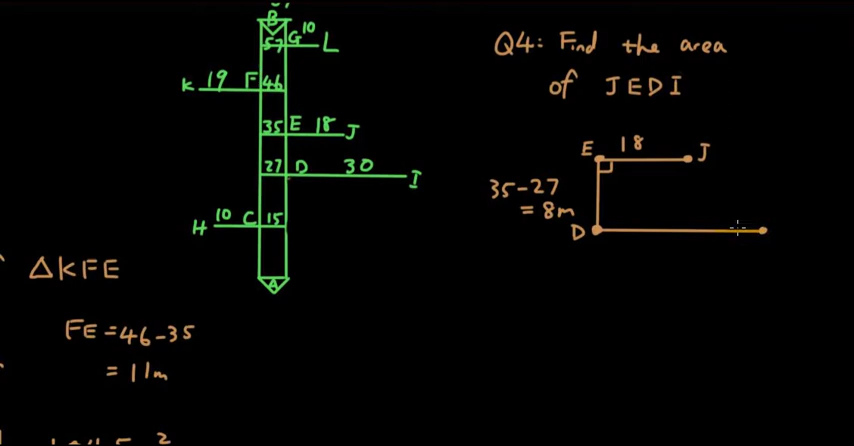 B
57 G 10 L
K 19 F 46
35 E 18 J
27 D 30 I
H 10 C 15
A
Q4: Find the area
of JEDI
E 18 J
35-27
= 8m
D
ΔKFE
FE = 46-35
= 11m